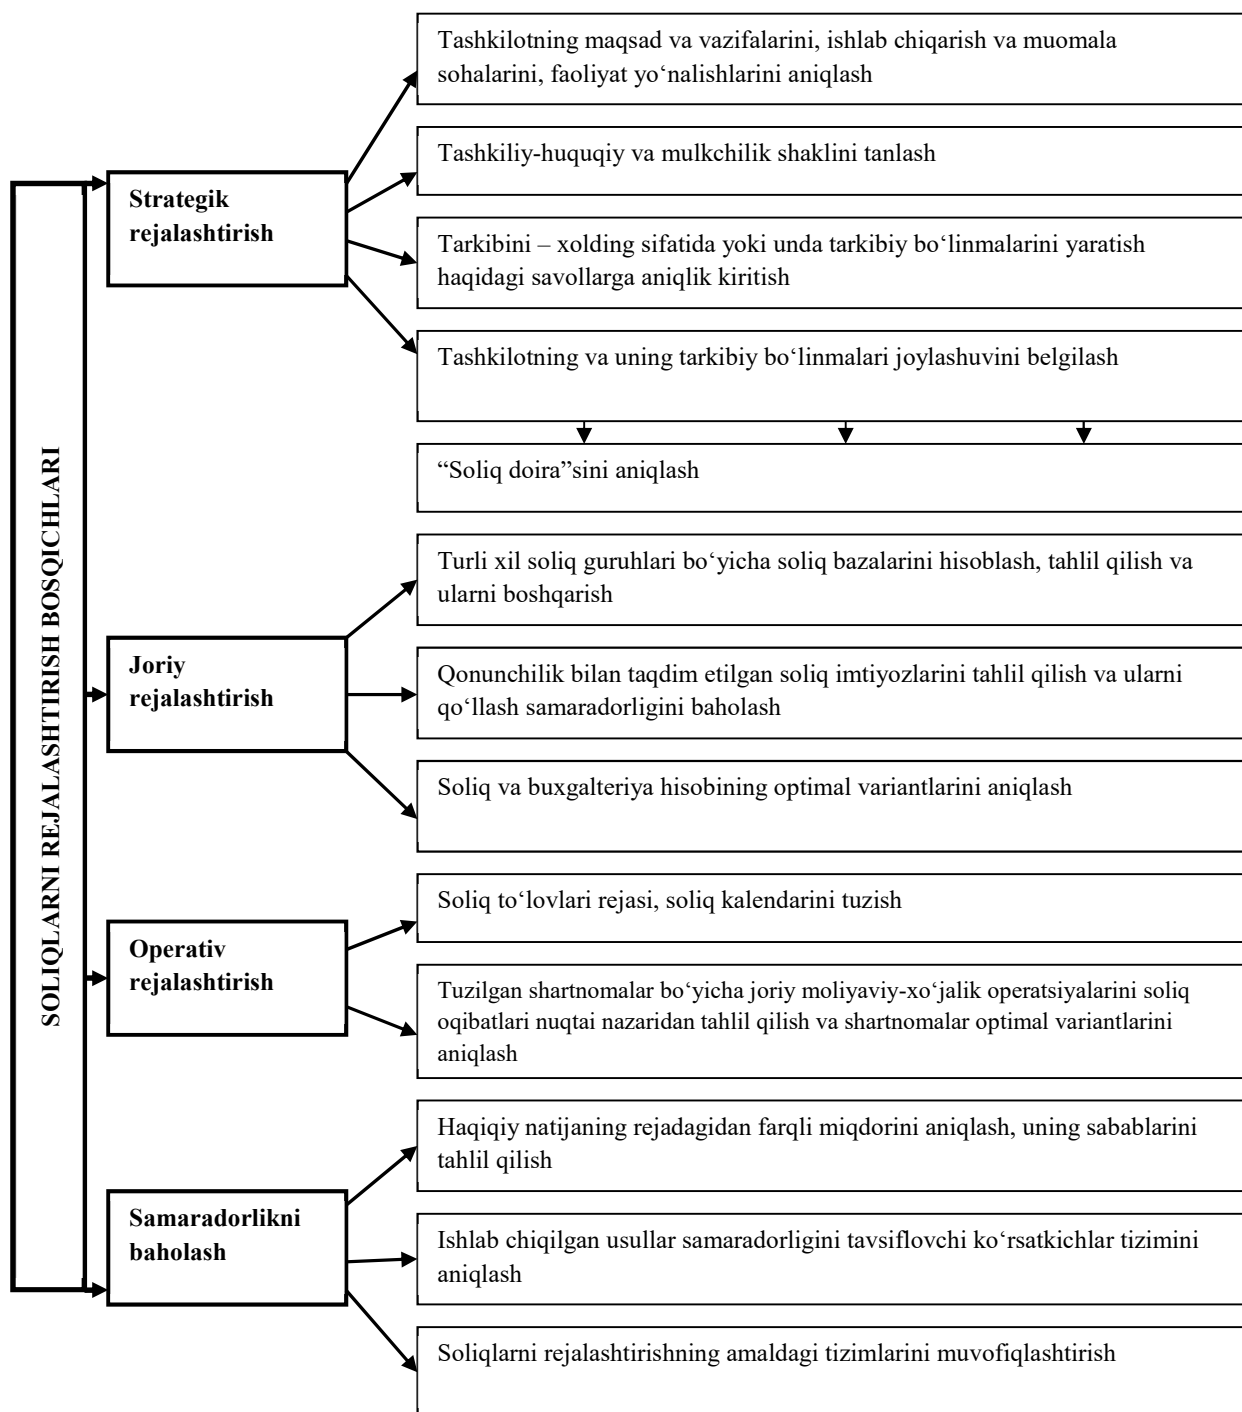 SOLIQLARNI REJALASHTIRISH BOSQICHLARI
Strategik
rejalashtirish
Tashkilotning maqsad va vazifalarini, ishlab chiqarish va muomala
sohalarini, faoliyat yo‘nalishlarini aniqlash
Tashkiliy-huquqiy va mulkchilik shaklini tanlash
Tarkibini – xolding sifatida yoki unda tarkibiy bo‘linmalarini yaratish
haqidagi savollarga aniqlik kiritish
Tashkilotning va uning tarkibiy bo‘linmalari joylashuvini belgilash
“Soliq doira”sini aniqlash
Joriy
rejalashtirish
Turli xil soliq guruhlari bo‘yicha soliq bazalarini hisoblash, tahlil qilish va
ularni boshqarish
Qonunchilik bilan taqdim etilgan soliq imtiyozlarini tahlil qilish va ularni
qo‘llash samaradorligini baholash
Soliq va buxgalteriya hisobining optimal variantlarini aniqlash
Operativ
rejalashtirish
Soliq to‘lovlari rejasi, soliq kalendarini tuzish
Tuzilgan shartnomalar bo‘yicha joriy moliyaviy-xo‘jalik operatsiyalarini soliq
oqibatlari nuqtai nazaridan tahlil qilish va shartnomalar optimal variantlarini
aniqlash
Samaradorlikni
baholash
Haqiqiy natijaning rejadagidan farqli miqdorini aniqlash, uning sabablarini
tahlil qilish
Ishlab chiqilgan usullar samaradorligini tavsiflovchi ko‘rsatkichlar tizimini
aniqlash
Soliqlarni rejalashtirishning amaldagi tizimlarini muvofiqlashtirish